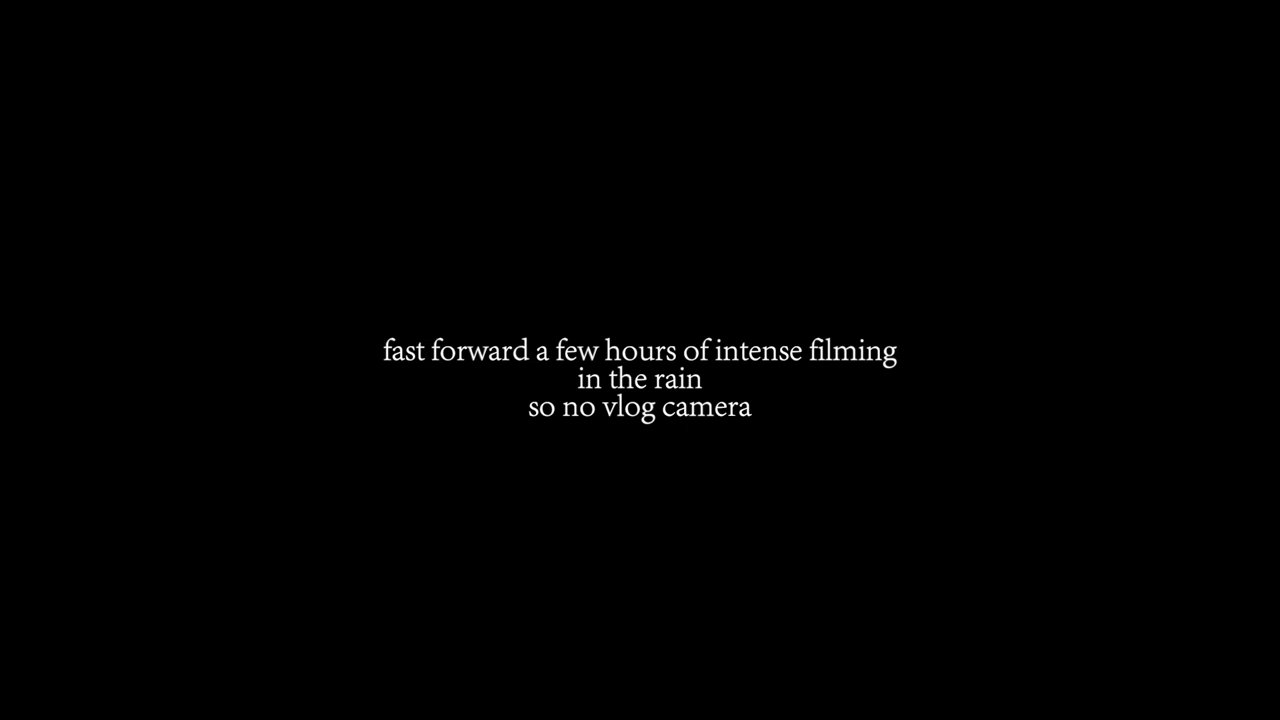 fast forward a few hours of intense filming
in the rain
so no vlog camera